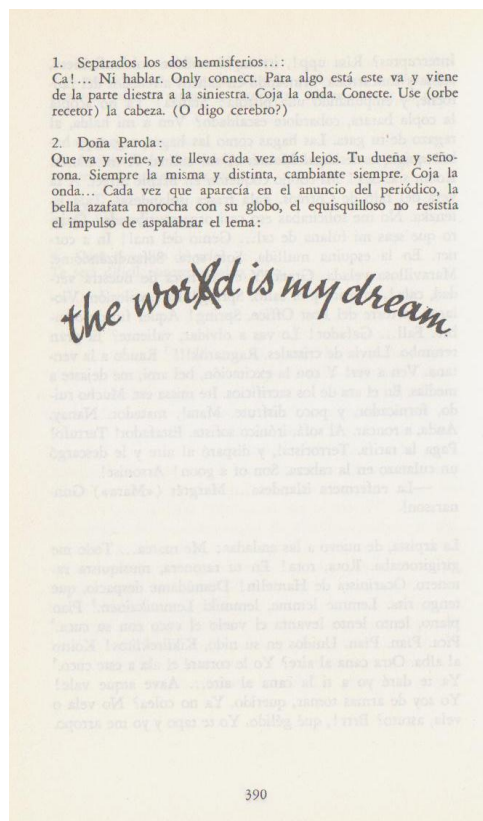 1. Separados los dos hemisferios...:
Ca!... Ni hablar. Only connect. Para algo está este va y viene
de la parte diestra a la siniestra. Coja la onda. Conecte. Use (orbe
recetor) la cabeza. (O digo cerebro?)
2. Doña Parola:
Que va y viene, y te lleva cada vez más lejos. Tu dueña y seño-
rona. Siempre la misma y distinta, cambiante siempre. Coja la
onda... Cada vez que aparecía en el anuncio del periódico, la
bella azafata morocha con su globo, el equisquilloso no resistía
el impulso de aspalabrar el lema:
the worXd is my dream
390